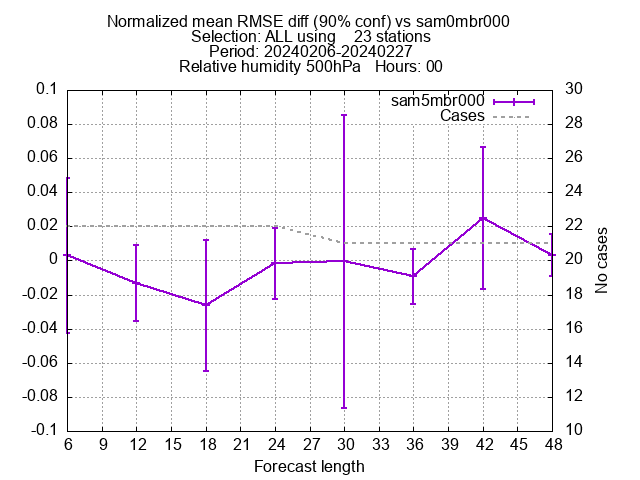 Normalized mean RMSE diff (90% conf) vs sam0mbr000
Selection: ALL using    23 stations
Period: 20240206-20240227
Relative humidity 500hPa   Hours: 00
sam5mbr000
Cases
0.1
0.08
0.06
0.04
0.02
0
-0.02
-0.04
-0.06
-0.08
-0.1
30
28
26
24
22
20
18
16
14
12
10
No cases
6 12 15 18 21 24 27 30 33 36 39 42 45 48
Forecast length